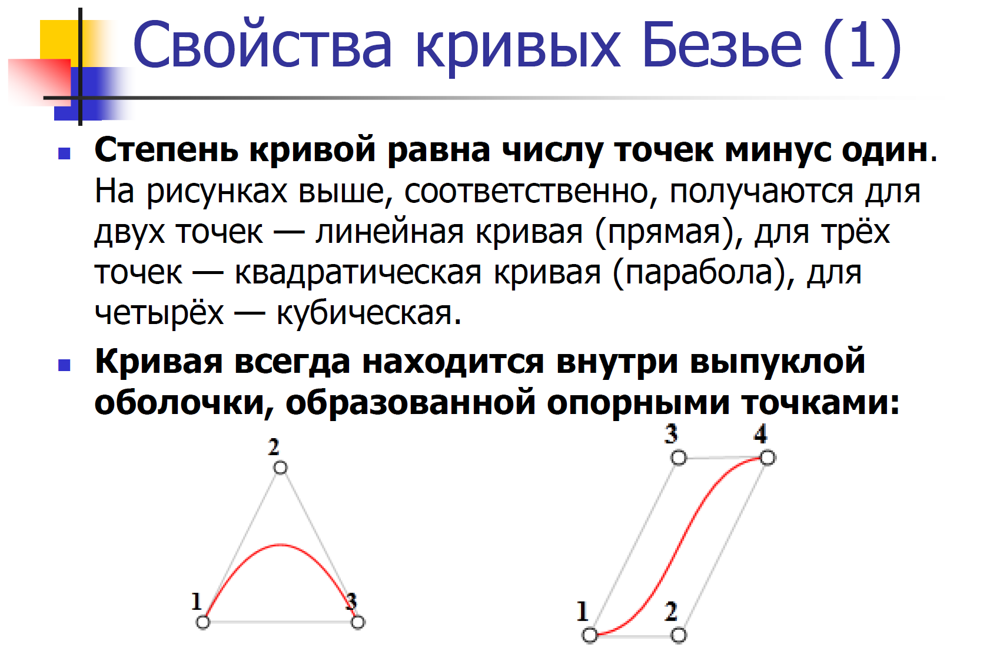 Свойства кривых Безье (1)
Степень кривой равна числу точек минус один.
На рисунках выше, соответственно, получаются для
двух точек — линейная кривая (прямая), для трёх
точек — квадратическая кривая (парабола), для
четырёх — кубическая.
Кривая всегда находится внутри выпуклой
оболочки, образованной опорными точками:
2
1
3
3
4
1
2